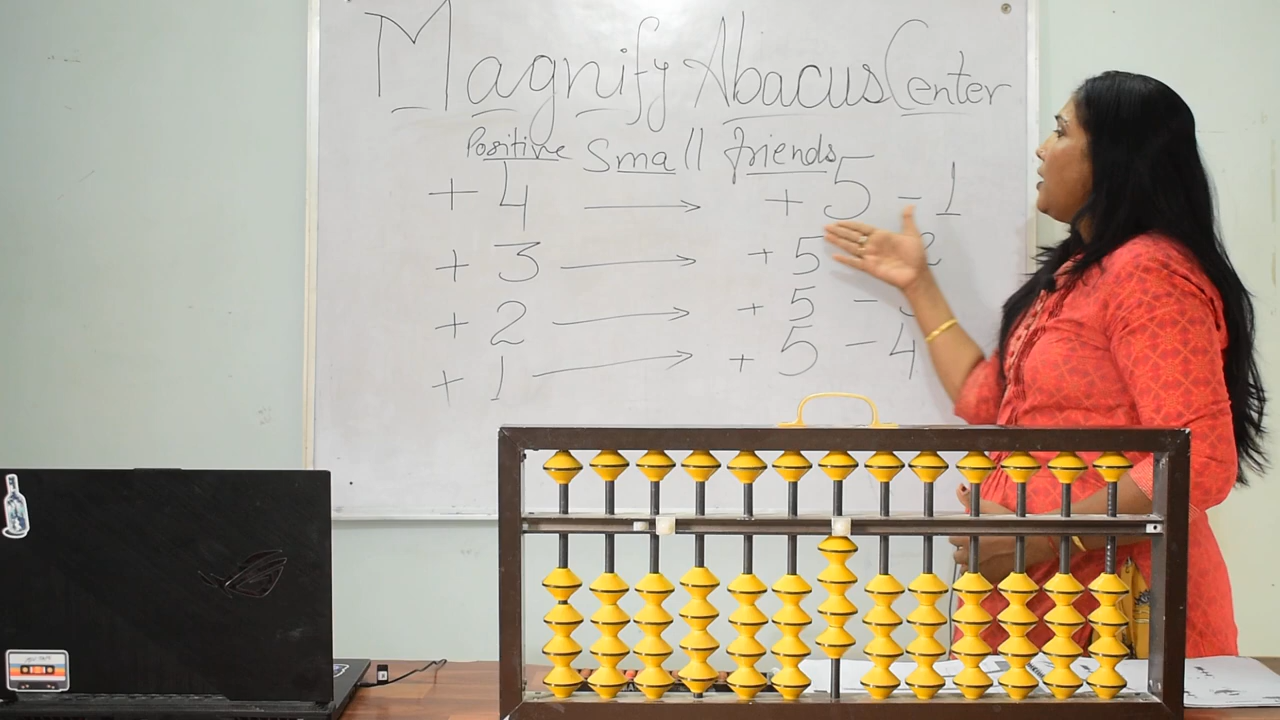 Magnify Abacus Center
Positive Small friends
+ 4 → + 5 - 1
+ 3 → + 5 2
+ 2 → + 5 -
+ 1 → + 5 - 4